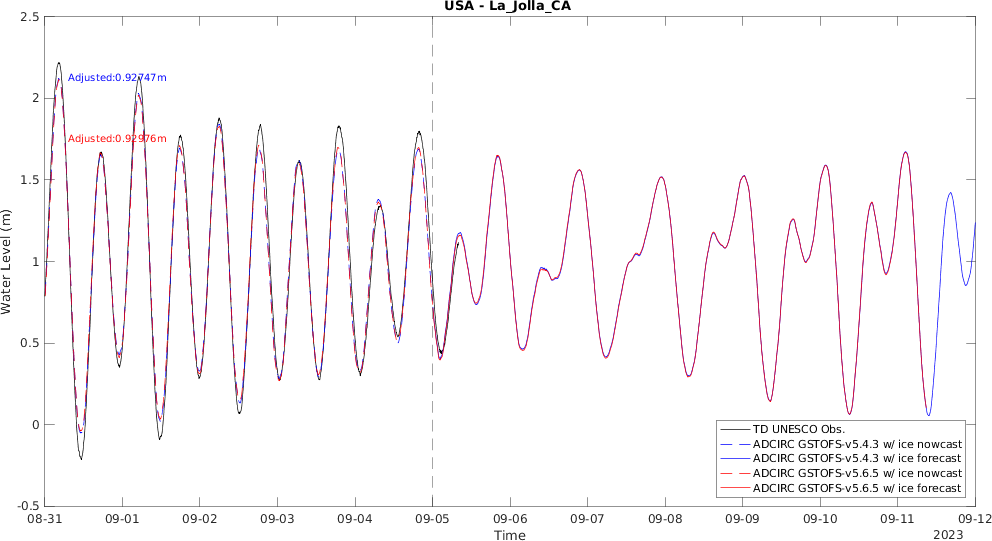 USA - La_Jolla_CA
2.5
2
1.5
1
0.5
0
-0.5
Water Level (m)
Adjusted:0.92747m
Adjusted:0.92976m
TD UNESCO Obs.
ADCIRC GSTOFS-v5.4.3 w/ ice nowcast
ADCIRC GSTOFS-v5.4.3 w/ ice forecast
ADCIRC GSTOFS-v5.6.5 w/ ice nowcast
ADCIRC GSTOFS-v5.6.5 w/ ice forecast
08-31 09-01 09-02 09-03 09-04 09-05 09-06 09-07 09-08 09-09 09-10 09-11 09-12
Time
2023